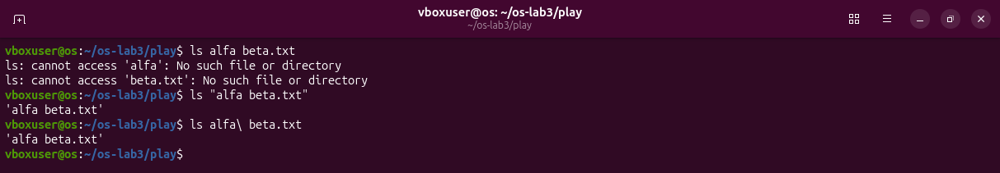 vboxuser@os: ~/os-lab3/play
~/os-lab3/play
vboxuser@os:~/os-lab3/play$ ls alfa beta.txt
ls: cannot access 'alfa': No such file or directory
ls: cannot access 'beta.txt': No such file or directory
vboxuser@os:~/os-lab3/play$ ls "alfa beta.txt"
'alfa beta.txt'
vboxuser@os:~/os-lab3/play$ ls alfa\ beta.txt
'alfa beta.txt'
vboxuser@os:~/os-lab3/play$